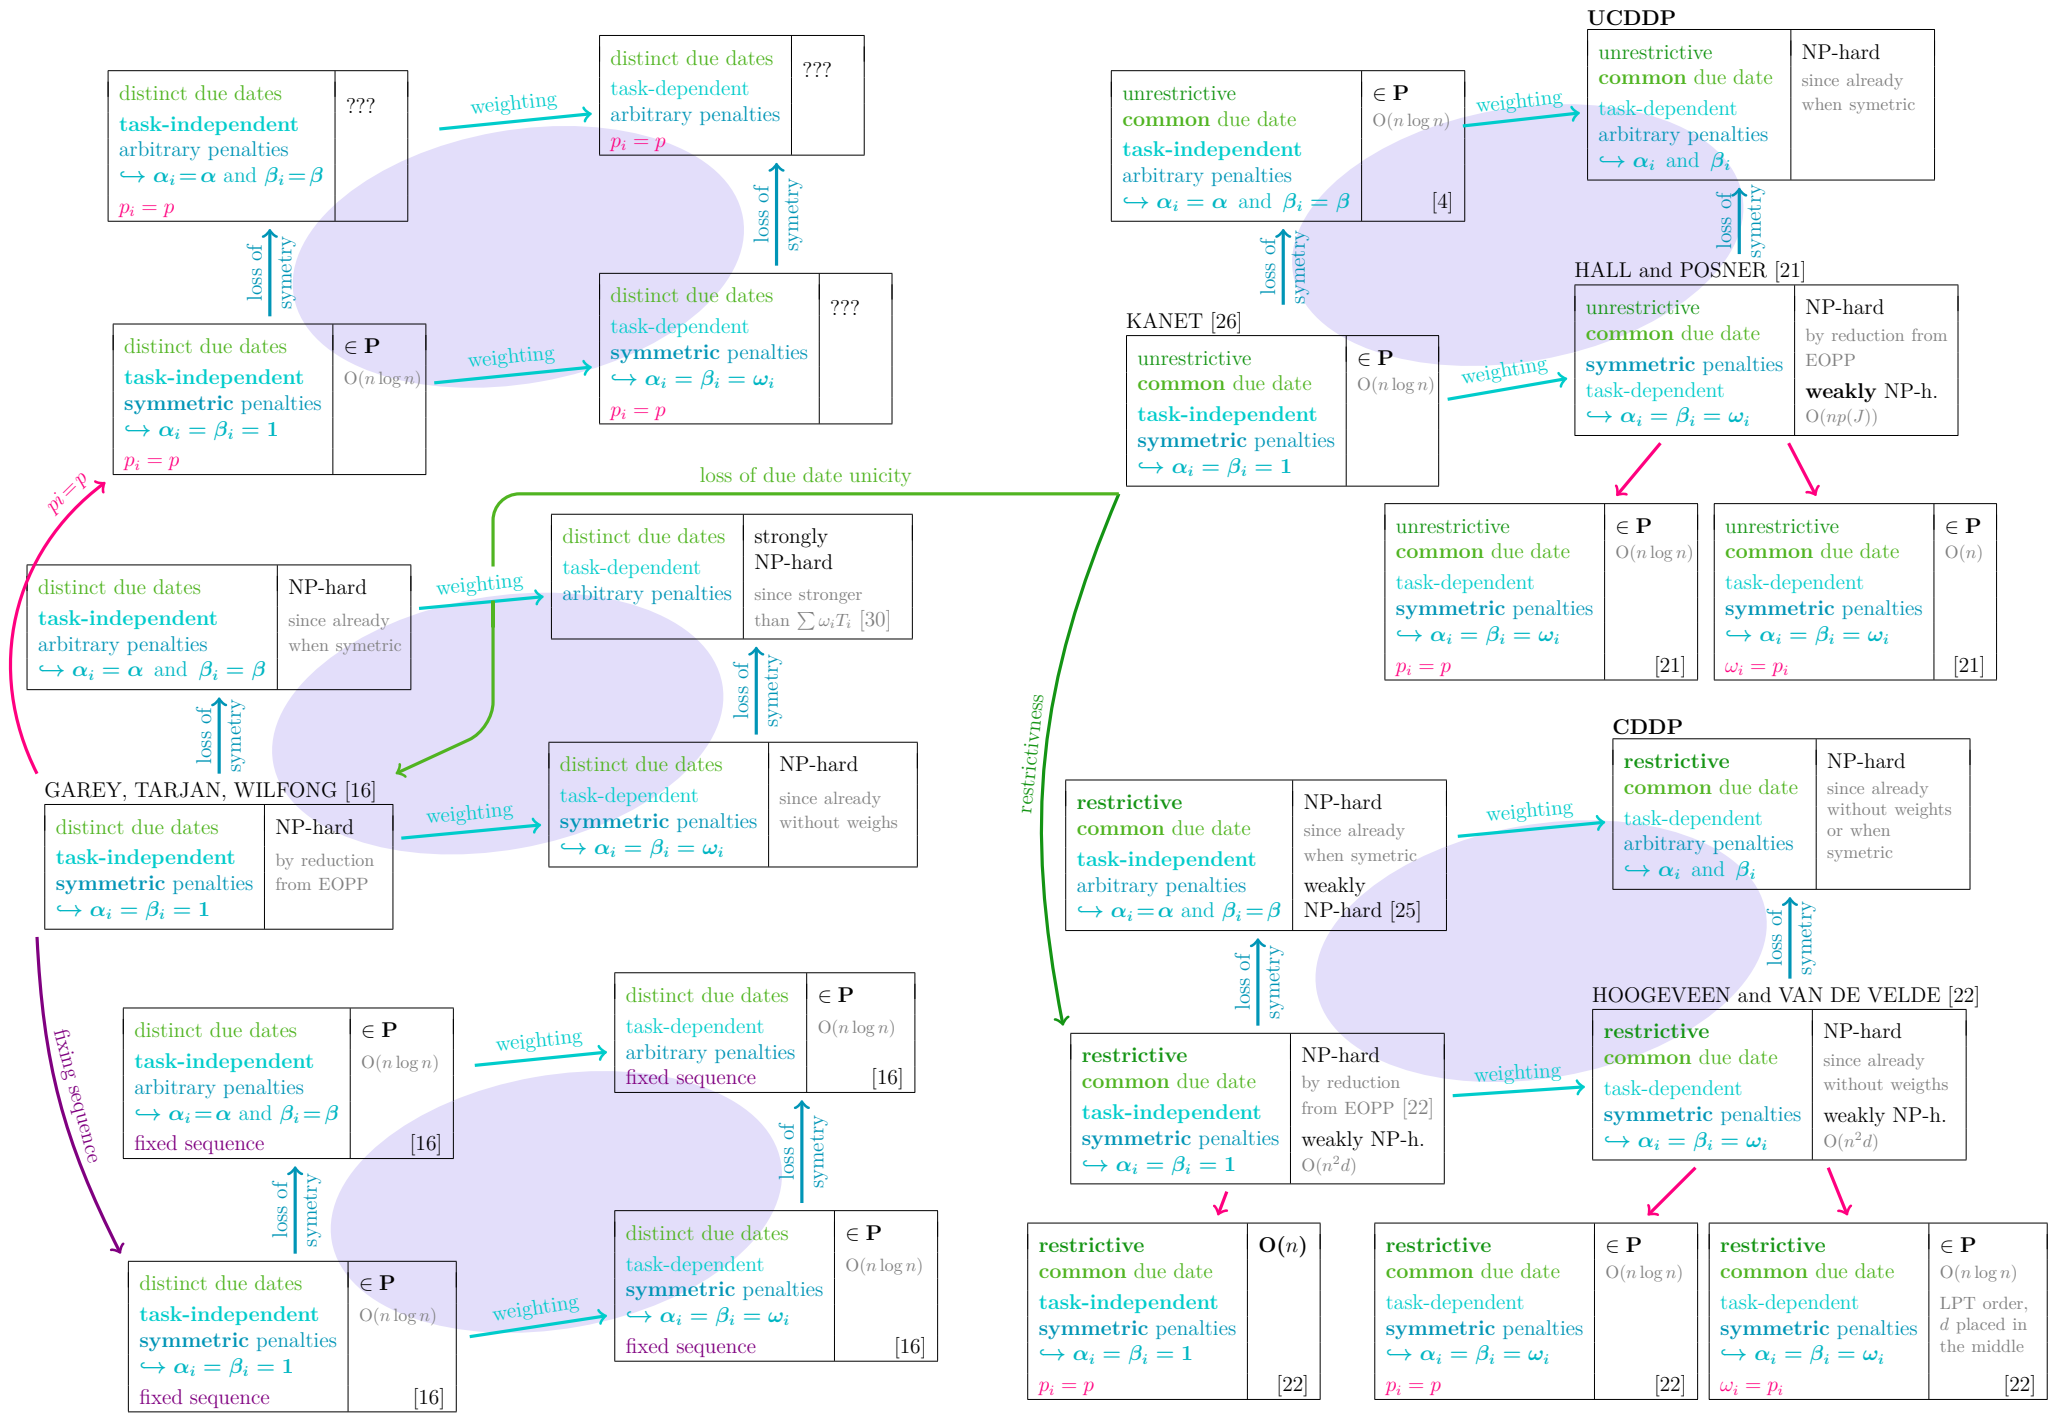 distinct due dates
task-independent
arbitrary penalties
↪ αᵢ = α and βᵢ = β
pᵢ = p
???
weighting
distinct due dates
task-dependent
arbitrary penalties
pᵢ = p
???
loss of
symetry
loss of
symetry
distinct due dates
task-independent
symmetric penalties
↪ αᵢ = βᵢ = 1
pᵢ = p
∈ P
O(n log n)
weighting
distinct due dates
task-dependent
symmetric penalties
↪ αᵢ = βᵢ = ωᵢ
pᵢ = p
???
unrestrictive
common due date
task-independent
arbitrary penalties
↪ αᵢ = α and βᵢ = β
∈ P
O(n log n)
[4]
weighting
UCDDP
unrestrictive
common due date
task-dependent
arbitrary penalties
↪ αᵢ and βᵢ
NP-hard
since already
when symetric
loss of
symetry
loss of
symetry
KANET [26]
unrestrictive
common due date
task-independent
symmetric penalties
↪ αᵢ = βᵢ = 1
∈ P
O(n log n)
weighting
HALL and POSNER [21]
unrestrictive
common due date
symmetric penalties
task-dependent
↪ αᵢ = βᵢ = ωᵢ
NP-hard
by reduction from
EOPP
weakly NP-h.
O(np(J))
unrestrictive
common due date
task-dependent
symmetric penalties
↪ αᵢ = βᵢ = ωᵢ
pᵢ = p
∈ P
O(n log n)
[21]
unrestrictive
common due date
task-dependent
symmetric penalties
↪ αᵢ = βᵢ = ωᵢ
ωᵢ = pᵢ
∈ P
O(n)
[21]
pi = p
loss of due date unicity
restrictivness
distinct due dates
task-independent
arbitrary penalties
↪ αᵢ = α and βᵢ = β
NP-hard
since already
when symetric
weighting
distinct due dates
task-dependent
arbitrary penalties
strongly
NP-hard
since stronger
than ∑ ωᵢTᵢ [30]
loss of
symetry
loss of
symetry
GAREY, TARJAN, WILFONG [16]
distinct due dates
task-independent
symmetric penalties
↪ αᵢ = βᵢ = 1
NP-hard
by reduction
from EOPP
weighting
distinct due dates
task-dependent
symmetric penalties
↪ αᵢ = βᵢ = ωᵢ
NP-hard
since already
without weighs
fixing sequence
distinct due dates
task-independent
arbitrary penalties
↪ αᵢ = α and βᵢ = β
fixed sequence
∈ P
O(n log n)
[16]
weighting
distinct due dates
task-dependent
arbitrary penalties
fixed sequence
∈ P
O(n log n)
[16]
loss of
symetry
loss of
symetry
distinct due dates
task-independent
symmetric penalties
↪ αᵢ = βᵢ = 1
fixed sequence
∈ P
O(n log n)
[16]
weighting
distinct due dates
task-dependent
symmetric penalties
↪ αᵢ = βᵢ = ωᵢ
fixed sequence
∈ P
O(n log n)
[16]
restrictive
common due date
task-independent
arbitrary penalties
↪ αᵢ = α and βᵢ = β
NP-hard
since already
when symetric
weakly
NP-hard [25]
weighting
CDDP
restrictive
common due date
task-dependent
arbitrary penalties
↪ αᵢ and βᵢ
NP-hard
since already
without weights
or when
symetric
loss of
symetry
loss of
symetry
restrictive
common due date
task-independent
symmetric penalties
↪ αᵢ = βᵢ = 1
NP-hard
by reduction
from EOPP [22]
weakly NP-h.
O(n²d)
weighting
HOOGEVEEN and VAN DE VELDE [22]
restrictive
common due date
task-dependent
symmetric penalties
↪ αᵢ = βᵢ = ωᵢ
NP-hard
since already
without weigths
weakly NP-h.
O(n²d)
restrictive
common due date
task-independent
symmetric penalties
↪ αᵢ = βᵢ = 1
pᵢ = p
O(n)
[22]
restrictive
common due date
task-dependent
symmetric penalties
↪ αᵢ = βᵢ = ωᵢ
pᵢ = p
∈ P
O(n log n)
[22]
restrictive
common due date
task-dependent
symmetric penalties
↪ αᵢ = βᵢ = ωᵢ
ωᵢ = pᵢ
∈ P
O(n log n)
LPT order,
d placed in
the middle
[22]